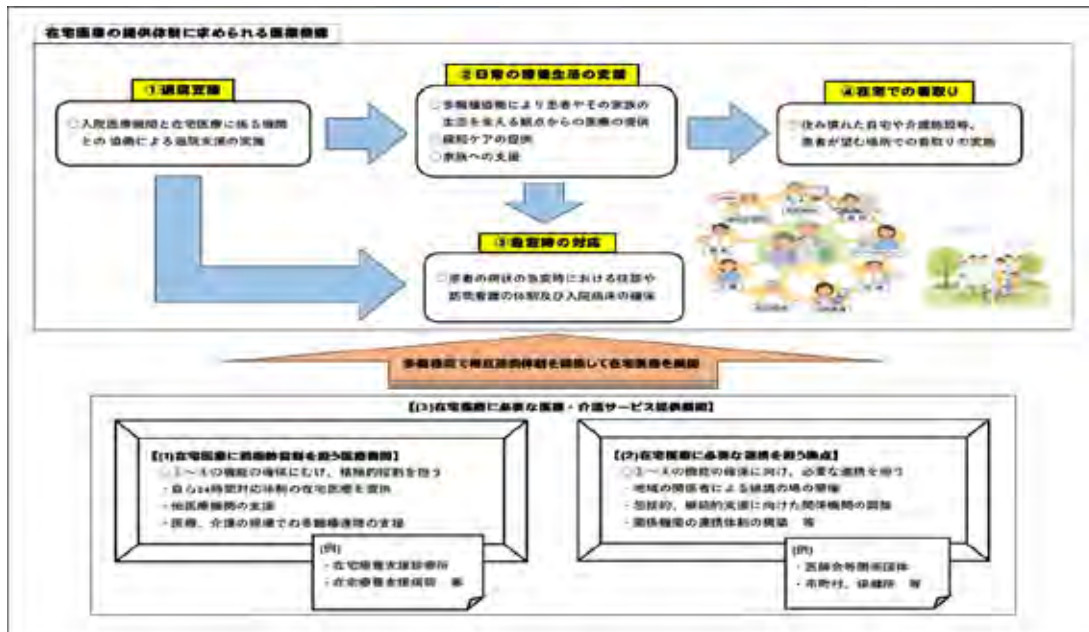 在宅医療の提供体制に求められる医療機能
①退院支援
○入院医療機関と在宅医療に係る機関
との協働による退院支援の実施
②日常の療養生活の支援
○多職種協働により患者やその家族の
生活を支える観点からの医療の提供
○緩和ケアの提供
○家族への支援
④在宅での看取り
○住み慣れた自宅や介護施設等、
患者が望む場所での看取りの実施
③急変時の対応
○患者の病状の急変時における往診や
訪問看護の体制及び入院病床の確保
多職種間で相互
体制を
して在宅医療を
【(3)在宅医療に必要な医療・介護サービス提供機関】
【(1)在宅医療に積極的役割を担う医療機関】
○①～④の機能の確保にむけ、積極的役割を担う
・自ら24時間対応体制の在宅医療を提供
・他医療機関の支援
・医療、介護の現場での多職種連携の支援
(例)
・在宅療養支援診療所
・在宅療養支援病院 等
【(2)在宅医療に必要な連携を担う拠点】
○①～④の機能の確保に向け、必要な連携を担う
・地域の関係者による協議の場の開催
・包括的、継続的支援に向けた関係機関の調整
・関係機関の連携体制の構築 等
(例)
・医師会等関係団体
・市町村、保健所 等